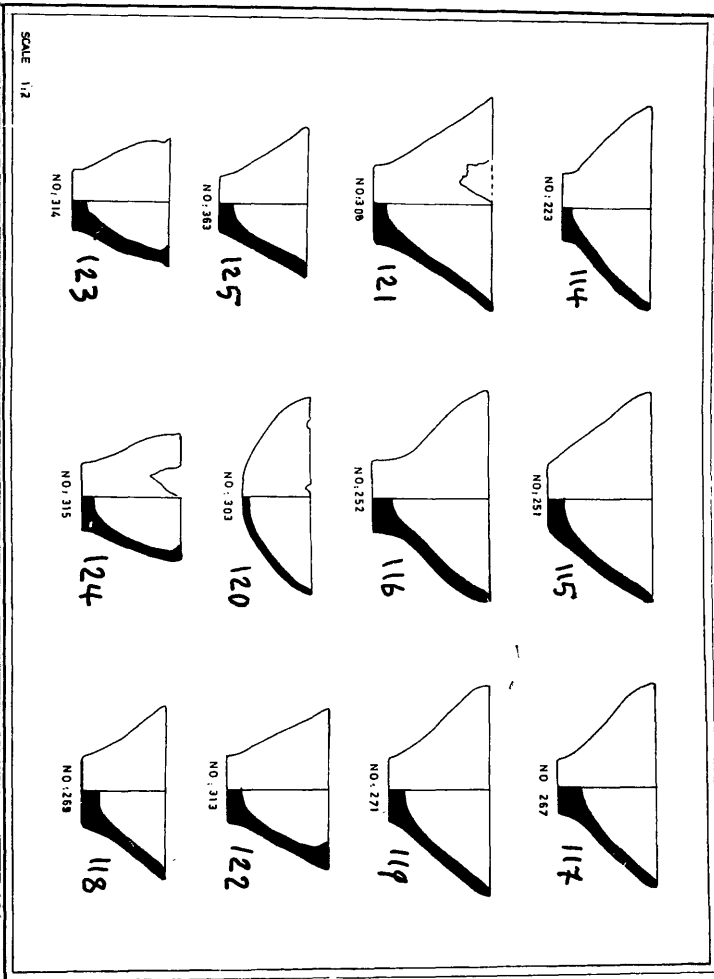 NO: 223
114
NO: 251
115
NO 267
117
NO: 308
121
NO: 252
116
NO: 271
119
NO: 363
125
NO: 303
120
NO: 313
122
NO: 314
123
NO: 315
124
NO: 268
118
SCALE 1:2